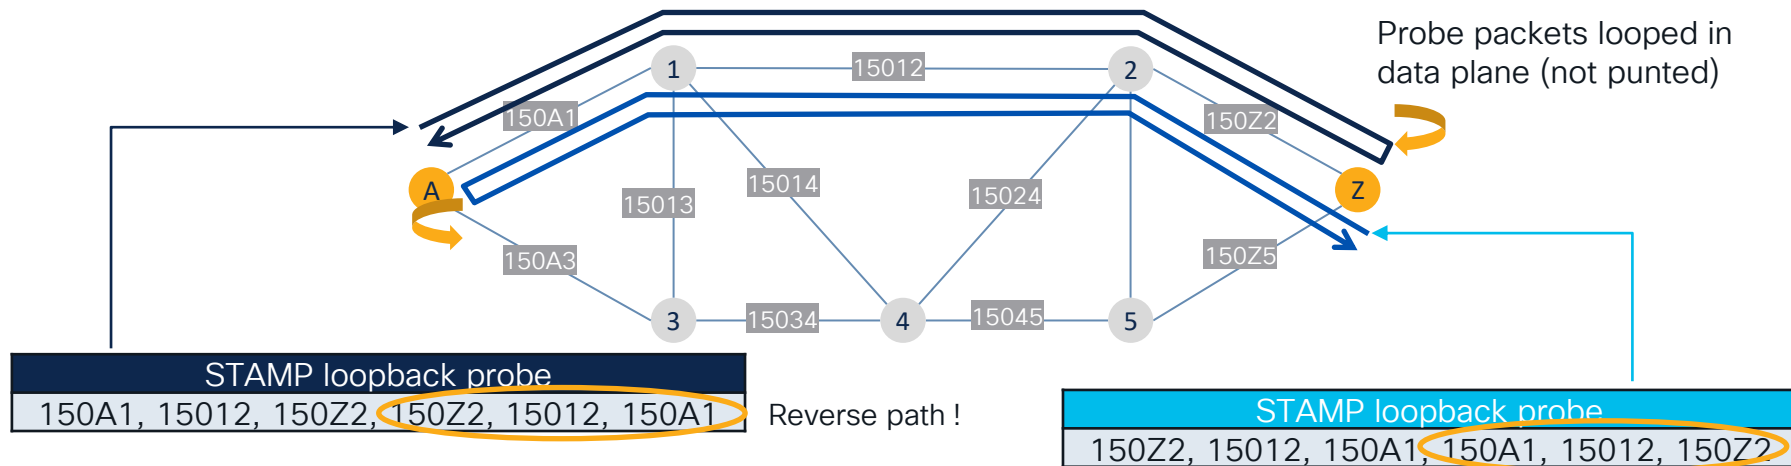 Probe packets looped in
data plane (not punted)
1
15012
2
150A1
150Z2
A
15013
15014
15024
Z
150A3
150Z5
3
15034
4
15045
5
STAMP loopback probe
150A1, 15012, 150Z2, 150Z2, 15012, 150A1
Reverse path !
STAMP loopback probe
150Z2, 15012, 150A1, 150A1, 15012, 150Z2